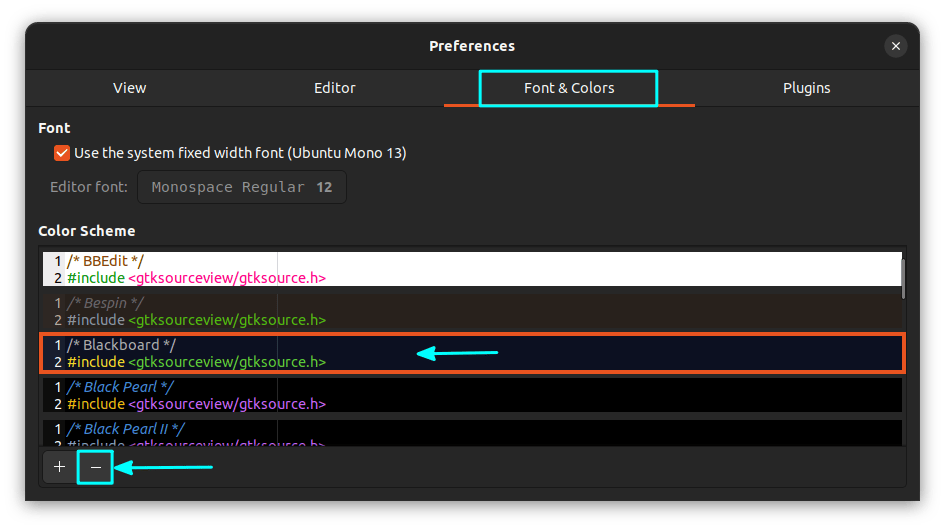 Preferences
View Editor Font & Colors Plugins
Font
Use the system fixed width font (Ubuntu Mono 13)
Editor font: Monospace Regular 12
Color Scheme
1 /* BBEdit */
2 #include <gtksourceview/gtksource.h>
1 /* Bespin */
2 #include <gtksourceview/gtksource.h>
1 /* Blackboard */
2 #include <gtksourceview/gtksource.h>
1 /* Black Pearl */
2 #include <gtksourceview/gtksource.h>
1 /* Black Pearl II */
2 #include <gtksourceview/gtksource.h>